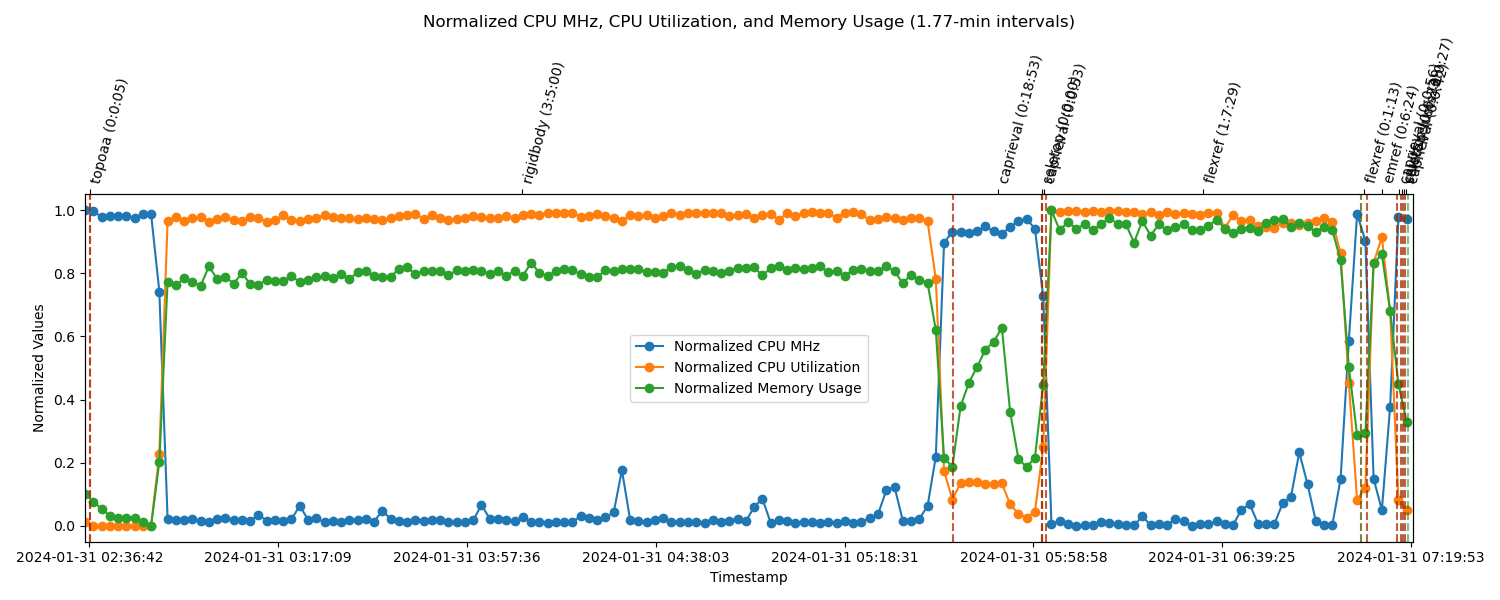 Normalized CPU MHz, CPU Utilization, and Memory Usage (1.77-min intervals)
topoaa (0:0:05)
rigidbody (3:5:00)
caprieval (0:18:53)
caprieval (0:0:53)
flexref (1:7:29)
flexref (0:1:13)
emref (0:6:24)
1.0
0.8
0.6
0.4
0.2
0.0
Normalized Values
Normalized CPU MHz
Normalized CPU Utilization
Normalized Memory Usage
2024-01-31 02:36:42
2024-01-31 03:17:09
2024-01-31 03:57:36
2024-01-31 04:38:03
2024-01-31 05:18:31
2024-01-31 05:58:58
2024-01-31 06:39:25
2024-01-31 07:19:53
Timestamp